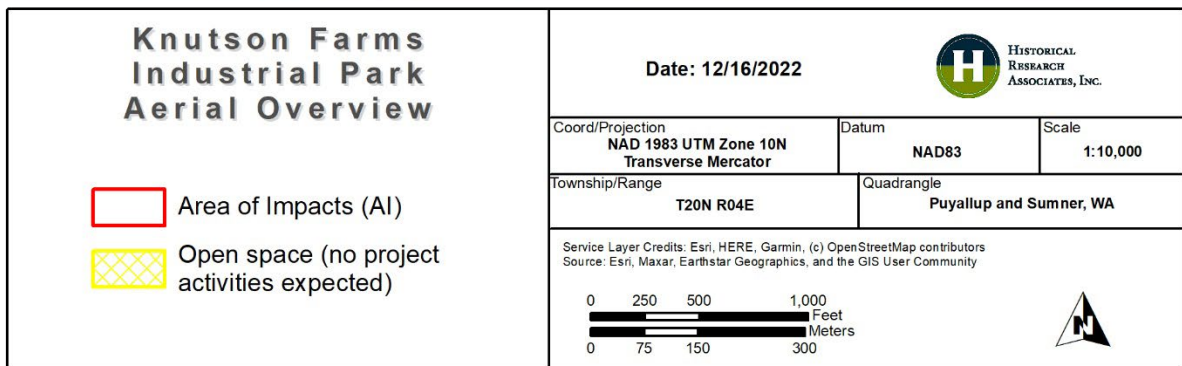 Knutson Farms
Industrial Park
Aerial Overview
Area of Impacts (AI)
Open space (no project
activities expected)
Date: 12/16/2022
H
HISTORICAL
RESEARCH
ASSOCIATES, INC.
Coord/Projection
NAD 1983 UTM Zone 10N
Transverse Mercator
Datum
NAD83
Scale
1:10,000
Township/Range
T20N R04E
Quadrangle
Puyallup and Sumner, WA
Service Layer Credits: Esri, HERE, Garmin, (c) OpenStreetMap contributors
Source: Esri, Maxar, Earthstar Geographics, and the GIS User Community
0 250 500 1,000
Feet
Meters
0 75 150 300
N